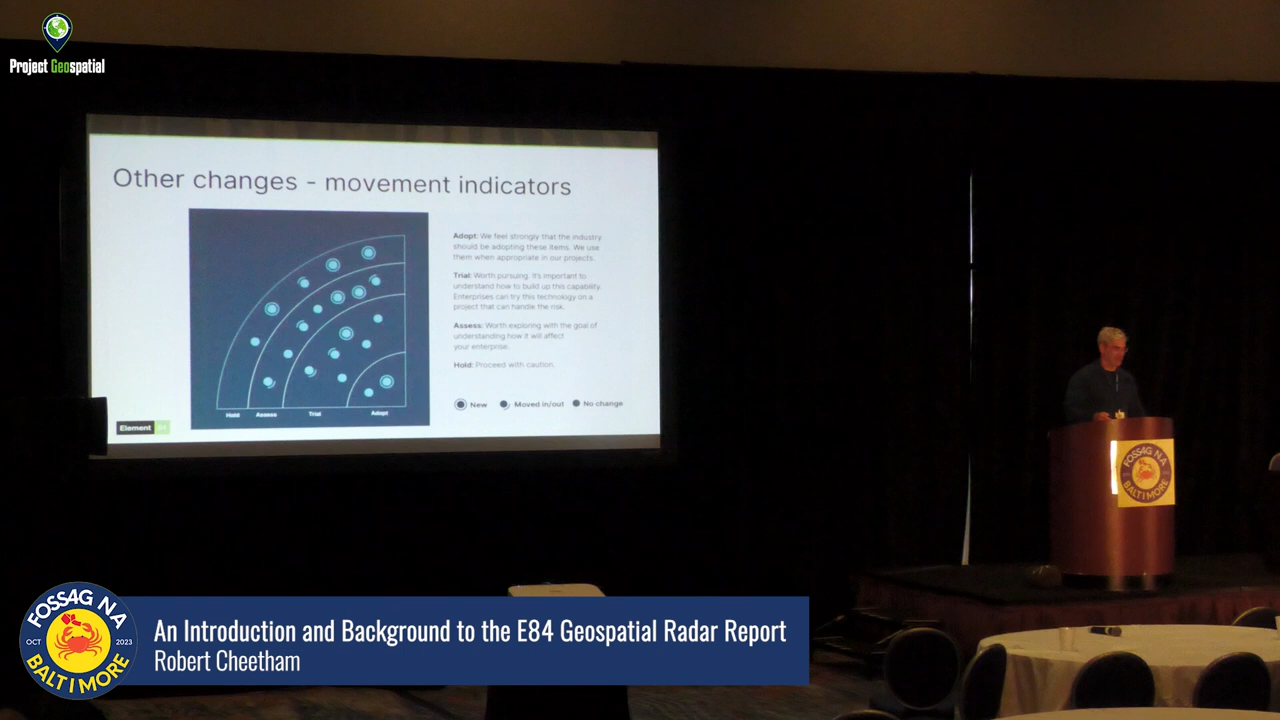 Project Geospatial
Other changes - movement indicators
Adopt: We feel strongly that the industry
should be adopting these items. We use
them when appropriate in our projects.
Trial: Worth pursuing. It's important to
understand how to build up this capability.
Enterprises can try this technology on a
project that can handle the risk.
Assess: Worth exploring with the goal of
understanding how it will affect
your enterprise.
Hold: Proceed with caution.
Hold Assess Trial Adopt
New Moved in/out No change
Element 84
FOSS4G NA
BALTIMORE
FOSS4G NA
OCT 2023
BALTIMORE
An Introduction and Background to the E84 Geospatial Radar Report
Robert Cheetham